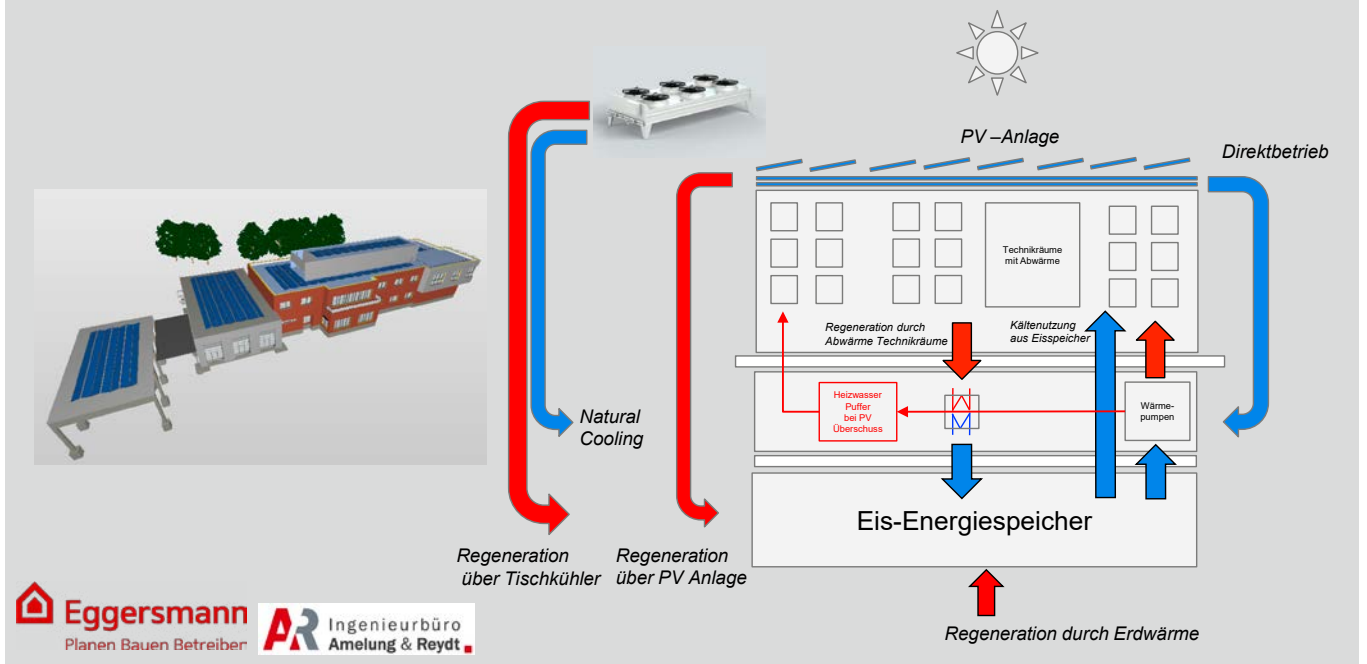 PV –Anlage
Direktbetrieb
Technikräume
mit Abwärme
Regeneration durch
Abwärme Technikräume
Kältenutzung
aus Eisspeicher
Heizwasser
Puffer
bei PV
Überschuss
Wärme-
pumpen
Natural
Cooling
Eis-Energiespeicher
Regeneration
über Tischkühler
Regeneration
über PV Anlage
Regeneration durch Erdwärme
Eggersmann
Planen Bauen Betreiben
AR Ingenieurbüro
Amelung & Reydt